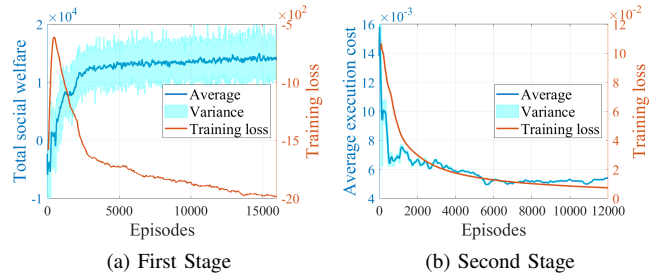 ×10⁴
-5 ×10²
2
1
0
-1
Total social welfare
-10
-15
-20
Training loss
Average
Variance
Training loss
0
5000
10000
15000
Episodes
(a) First Stage
×10⁻³
×10⁻²
16
14
12
10
8
6
4
Average execution cost
12
10
8
6
4
2
0
Training loss
Average
Variance
Training loss
0
2000
4000
6000
8000
10000
12000
Episodes
(b) Second Stage